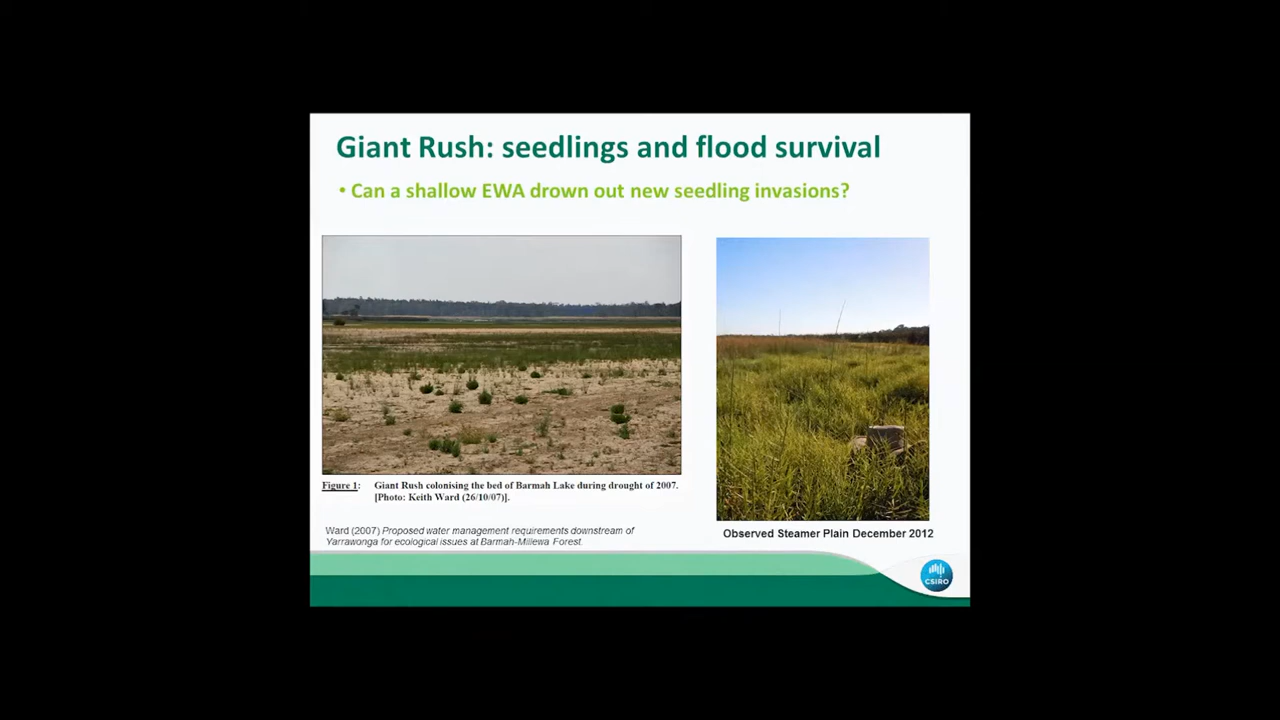 Giant Rush: seedlings and flood survival
• Can a shallow EWA drown out new seedling invasions?
Figure 1: Giant Rush colonising the bed of Barmah Lake during drought of 2007.
[Photo: Keith Ward (26/10/07)].
Ward (2007) Proposed water management requirements downstream of
Yarrawonga for ecological issues at Barmah-Millewa Forest.
Observed Steamer Plain December 2012
CSIRO